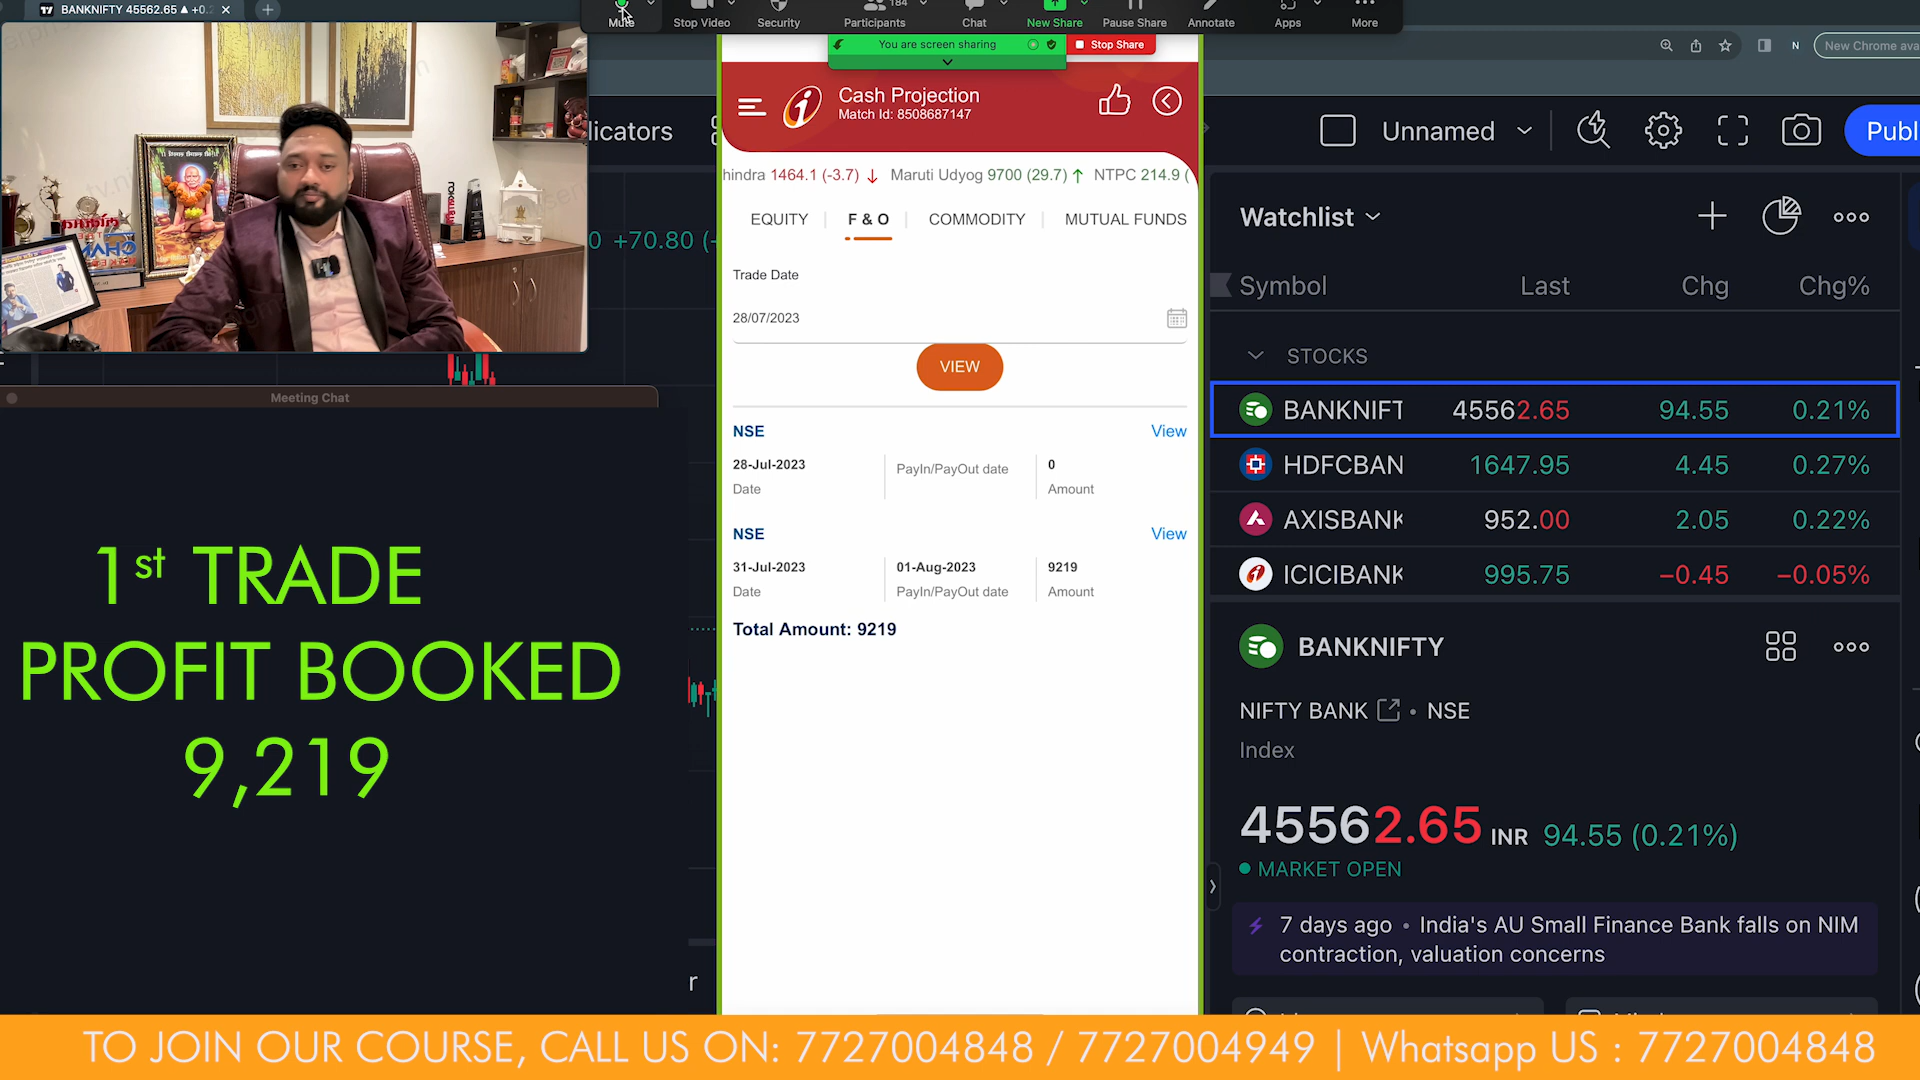 BANKNIFTY 45562.65 ▲ +0.
Mute
Stop Video
Security
Participants
184
Chat
New Share
Pause Share
Annotate
Apps
More
You are screen sharing
Stop Share
New Chrome ava
N
Cash Projection
Match Id: 8508687147
hindra 1464.1 (-3.7) ↓ Maruti Udyog 9700 (29.7) ↑ NTPC 214.9 (
EQUITY
F & O
COMMODITY
MUTUAL FUNDS
Trade Date
28/07/2023
VIEW
NSE
View
28-Jul-2023
PayIn/PayOut date
0
Date
Amount
NSE
View
31-Jul-2023
01-Aug-2023
9219
Date
PayIn/PayOut date
Amount
Total Amount: 9219
licators
0 +70.80 (-
Meeting Chat
1st TRADE
PROFIT BOOKED
9,219
r
Unnamed
Publ
Watchlist
Symbol Last Chg Chg%
STOCKS
BANKNIFT 45562.65 94.55 0.21%
HDFCBAN 1647.95 4.45 0.27%
AXISBANK 952.00 2.05 0.22%
ICICIBANK 995.75 −0.45 −0.05%
BANKNIFTY
NIFTY BANK • NSE
Index
45562.65 INR 94.55 (0.21%)
MARKET OPEN
7 days ago • India's AU Small Finance Bank falls on NIM
contraction, valuation concerns
TO JOIN OUR COURSE, CALL US ON: 7727004848 / 7727004949 | Whatsapp US : 7727004848